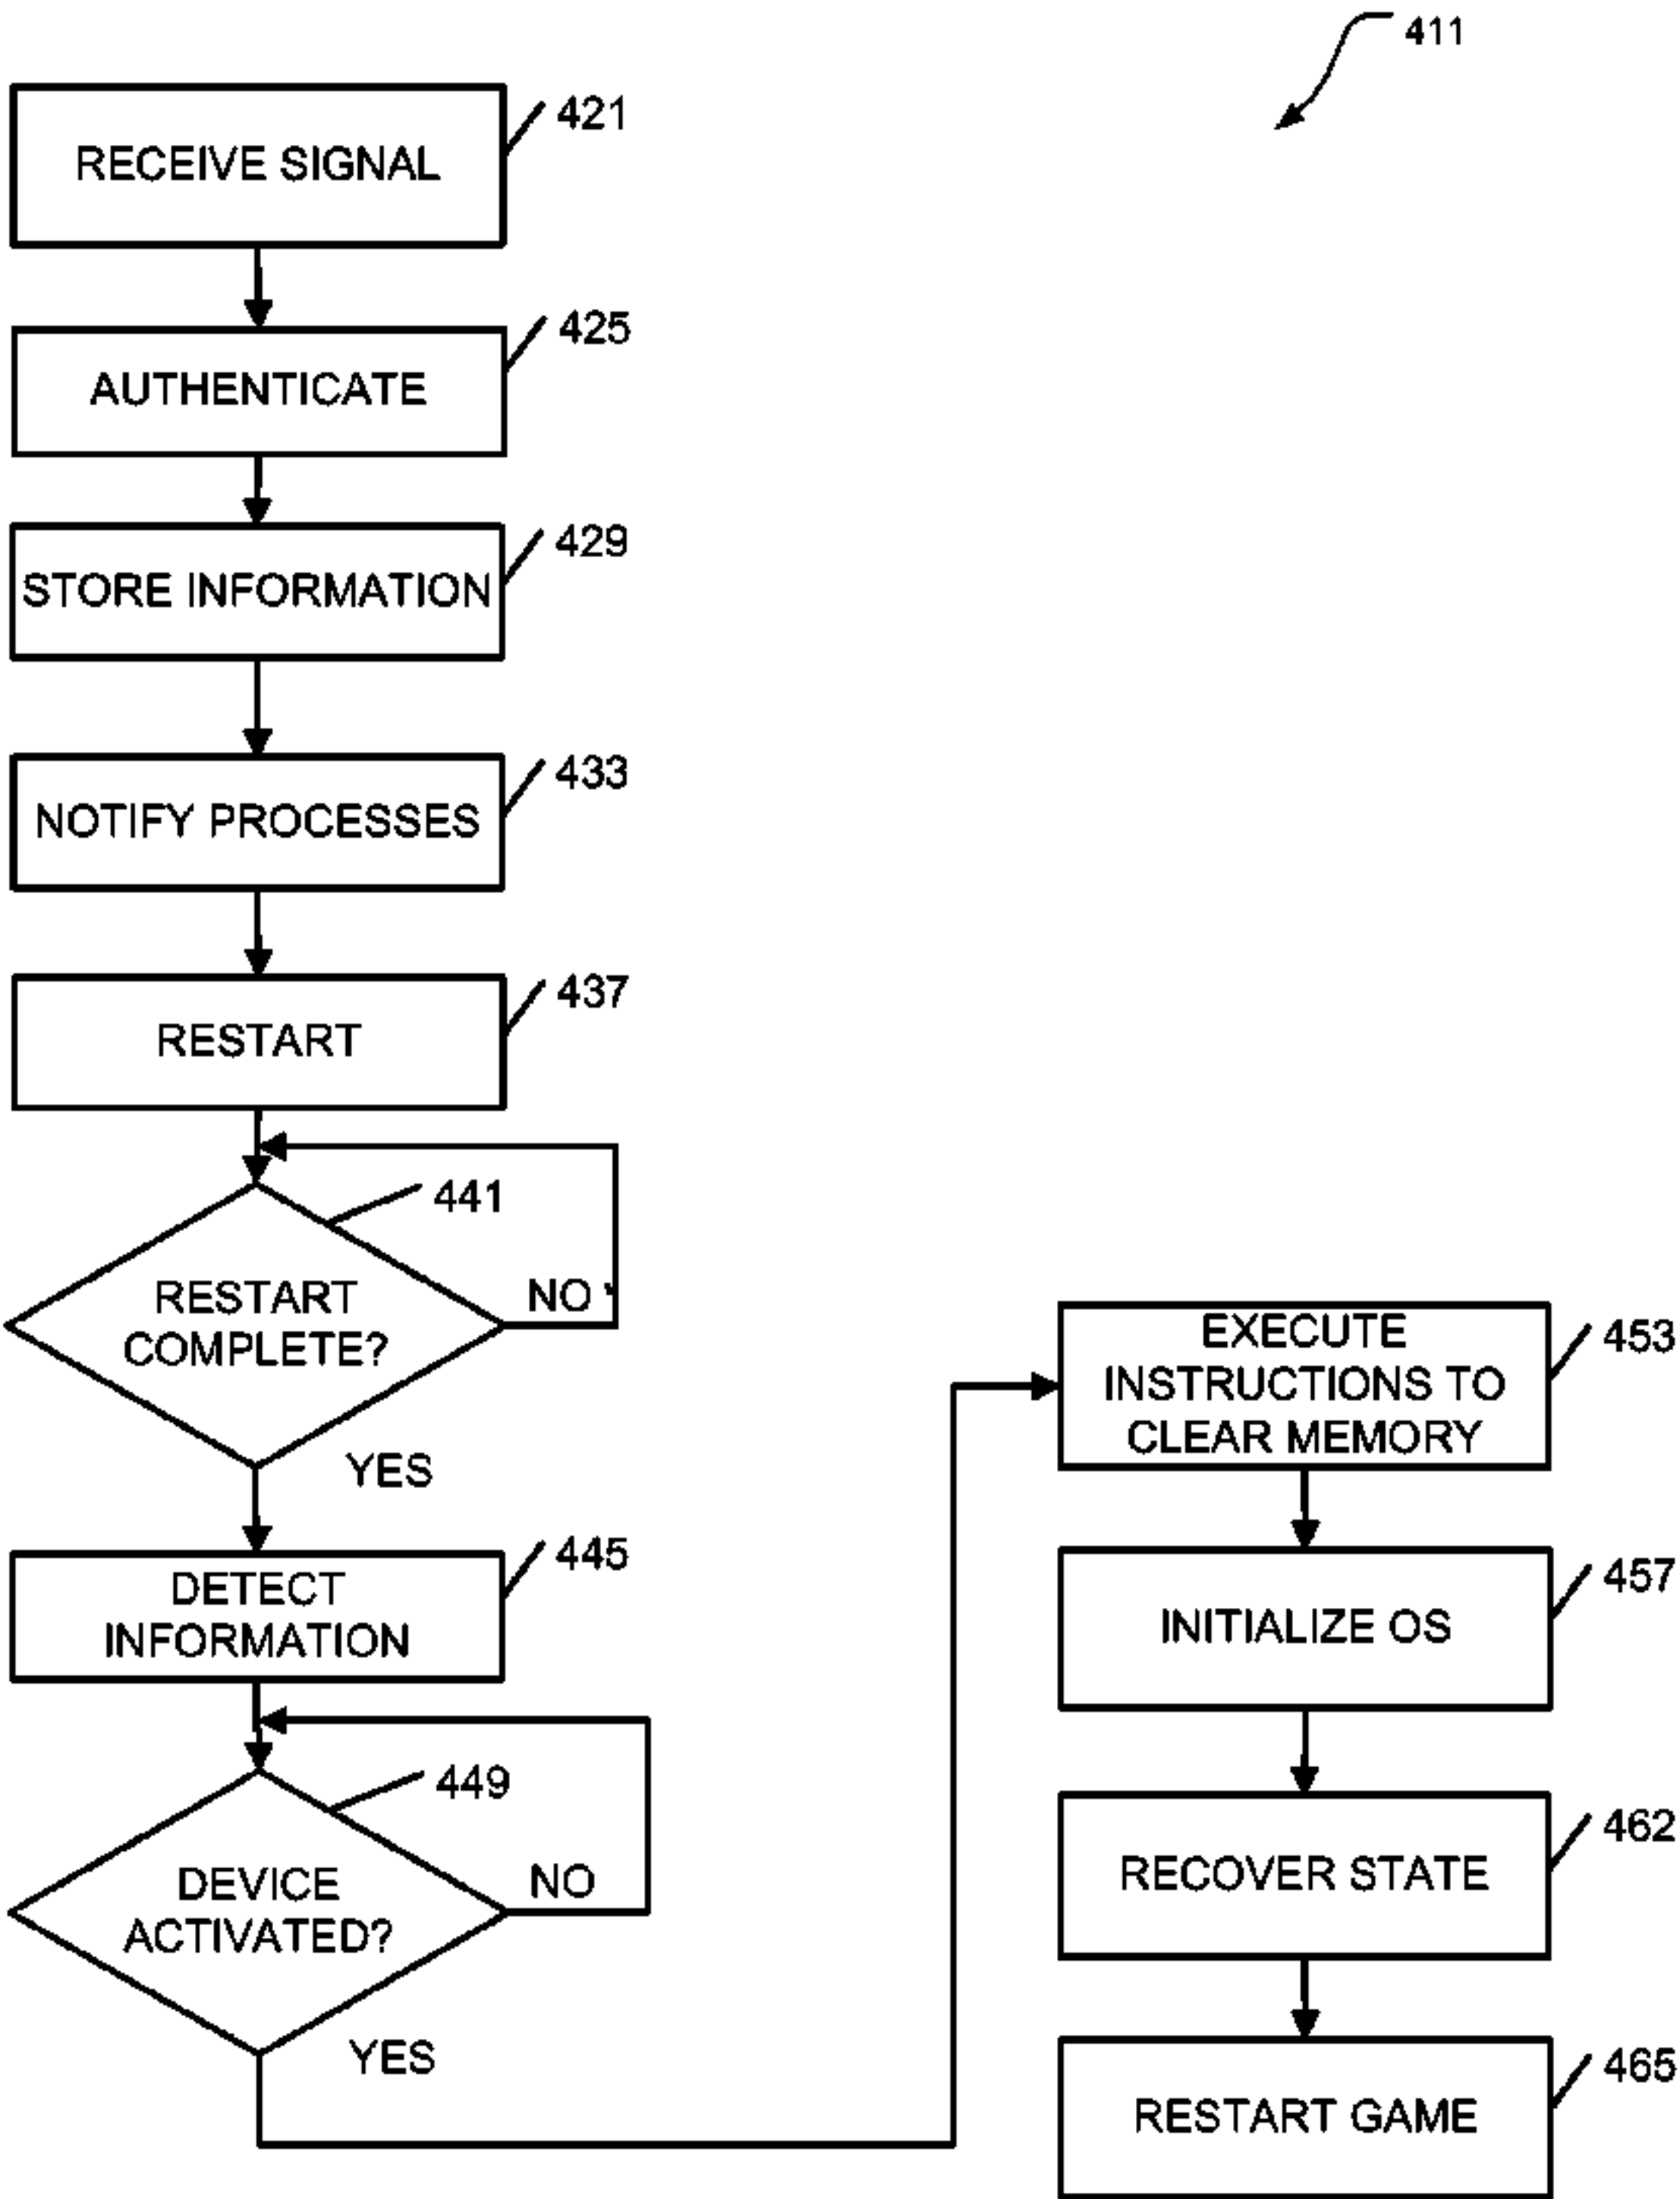 411
RECEIVE SIGNAL
421
AUTHENTICATE
425
STORE INFORMATION
429
NOTIFY PROCESSES
433
RESTART
437
441
RESTART
COMPLETE?
NO
YES
DETECT
INFORMATION
445
449
DEVICE
ACTIVATED?
NO
YES
EXECUTE
INSTRUCTIONS TO
CLEAR MEMORY
453
INITIALIZE OS
457
RECOVER STATE
462
RESTART GAME
465